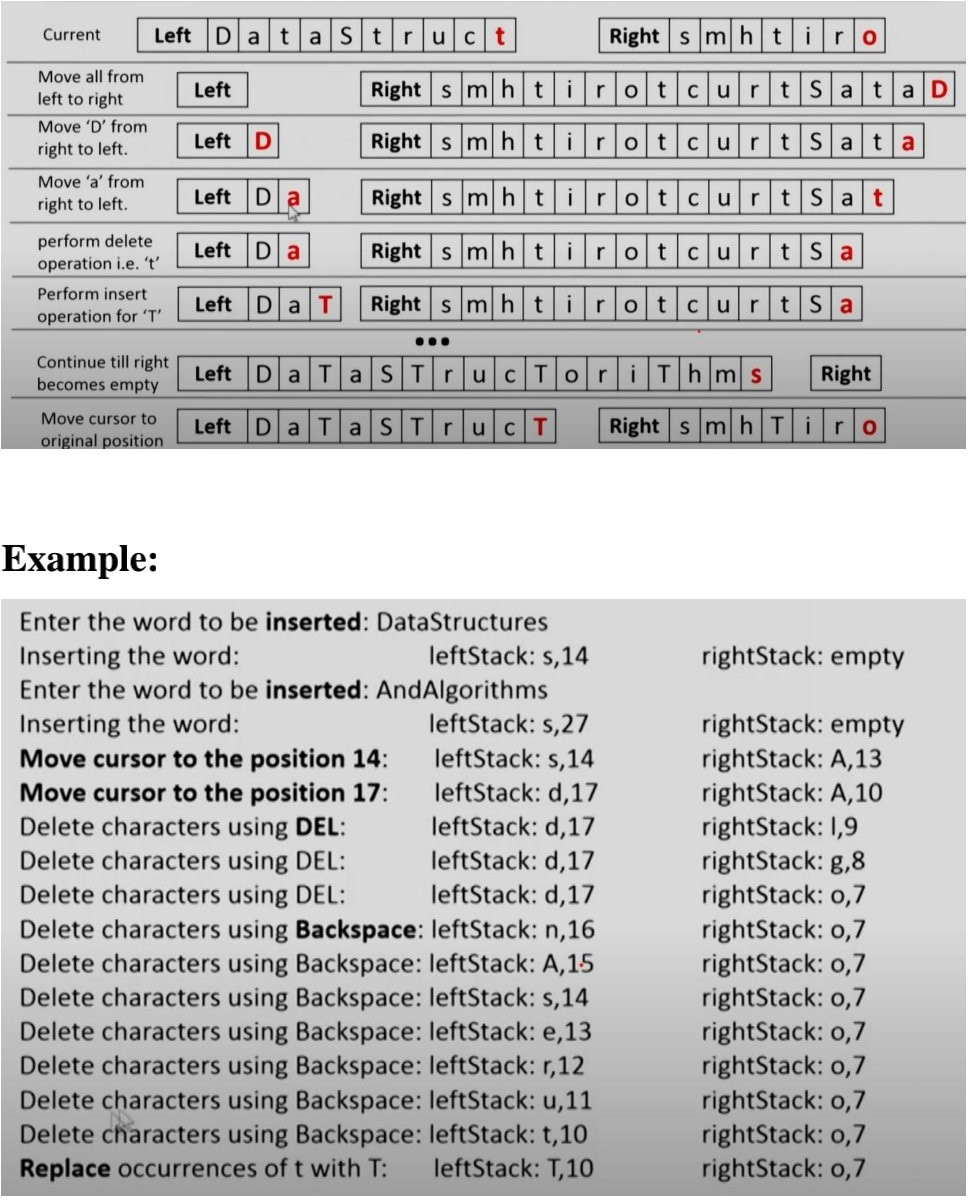 Current Left D a t a S t r u c t Right s m h t i r o
Move all from
left to right Left Right s m h t i r o t c u r t S a t a D
Move ‘D’ from
right to left. Left D Right s m h t i r o t c u r t S a t a
Move ‘a’ from
right to left. Left D a Right s m h t i r o t c u r t S a t
perform delete
operation i.e. ‘t’ Left D a Right s m h t i r o t c u r t S a
Perform insert
operation for ‘T’ Left D a T Right s m h t i r o t c u r t S a
•••
Continue till right
becomes empty Left D a T a S T r u c T o r i T h m s Right
Move cursor to
original position Left D a T a S T r u c T Right s m h T i r o
Example:
Enter the word to be inserted: DataStructures
Inserting the word: leftStack: s,14 rightStack: empty
Enter the word to be inserted: AndAlgorithms
Inserting the word: leftStack: s,27 rightStack: empty
Move cursor to the position 14: leftStack: s,14 rightStack: A,13
Move cursor to the position 17: leftStack: d,17 rightStack: A,10
Delete characters using DEL: leftStack: d,17 rightStack: l,9
Delete characters using DEL: leftStack: d,17 rightStack: g,8
Delete characters using DEL: leftStack: d,17 rightStack: o,7
Delete characters using Backspace: leftStack: n,16 rightStack: o,7
Delete characters using Backspace: leftStack: A,15 rightStack: o,7
Delete characters using Backspace: leftStack: s,14 rightStack: o,7
Delete characters using Backspace: leftStack: e,13 rightStack: o,7
Delete characters using Backspace: leftStack: r,12 rightStack: o,7
Delete characters using Backspace: leftStack: u,11 rightStack: o,7
Delete characters using Backspace: leftStack: t,10 rightStack: o,7
Replace occurrences of t with T: leftStack: T,10 rightStack: o,7